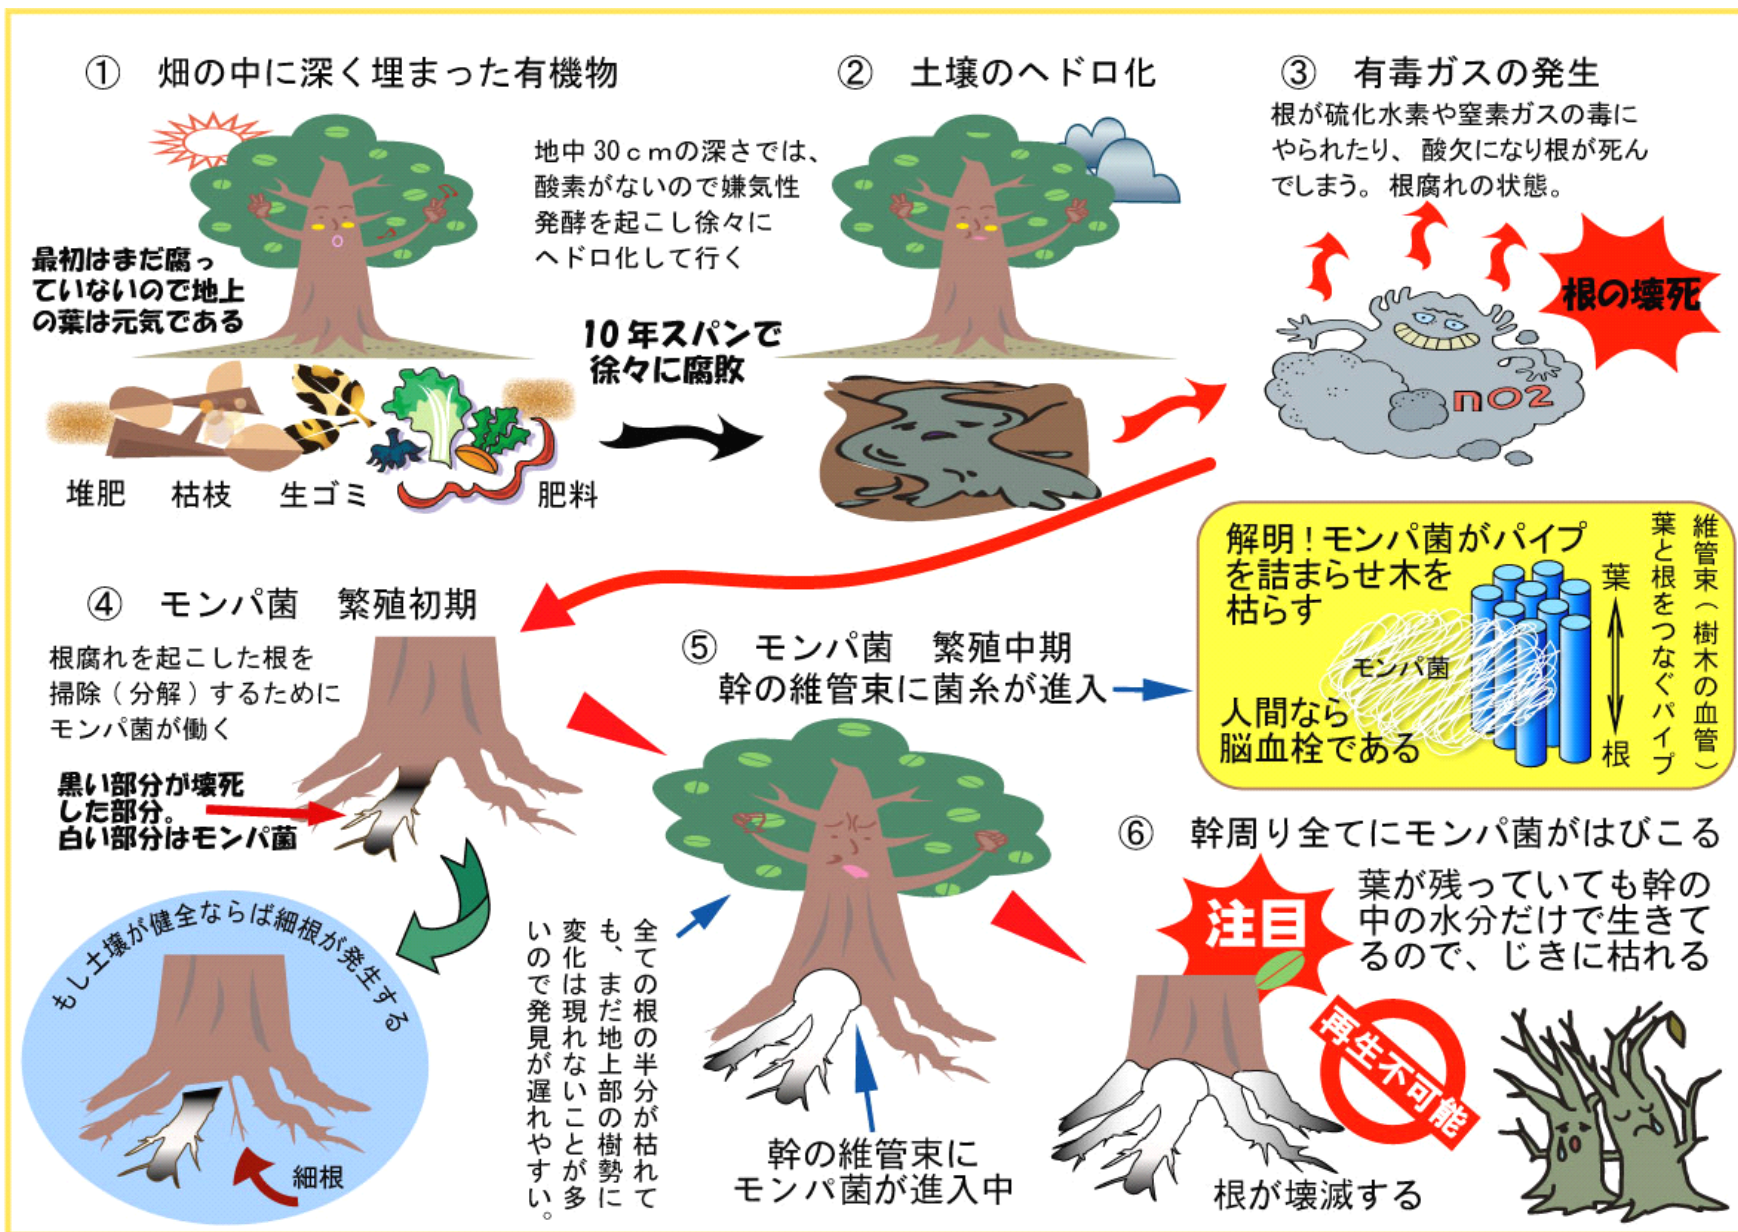 ① 畑の中に深く埋まった有機物
最初はまだ腐っ
ていないので地上
の葉は元気である
堆肥 枯枝 生ゴミ 肥料
地中30ｃｍの深さでは、
酸素がないので嫌気性
発酵を起こし徐々に
ヘドロ化して行く
10年スパンで
徐々に腐敗
② 土壌のヘドロ化
③ 有毒ガスの発生
根が硫化水素や窒素ガスの毒に
やられたり、酸欠になり根が死ん
でしまう。根腐れの状態。
根の壊死
nO2
④ モンパ菌 繁殖初期
根腐れを起こした根を
掃除（分解）するために
モンパ菌が働く
黒い部分が壊死
した部分。
白い部分はモンパ菌
もし土壌が健全ならば細根が発生する
細根
⑤ モンパ菌 繁殖中期
幹の維管束に菌糸が進入
全ての根の半分が枯れて
も、まだ地上部の樹勢に
変化は現れないことが多
いので発見が遅れやすい。
幹の維管束に
モンパ菌が進入中
解明！モンパ菌がパイプ
を詰まらせ木を
枯らす
モンパ菌
人間なら
脳血栓である
葉
根
維管束（樹木の血管）
葉と根をつなぐパイプ
⑥ 幹周り全てにモンパ菌がはびこる
注目
葉が残っていても幹の
中の水分だけで生きて
るので、じきに枯れる
再生不可能
根が壊滅する